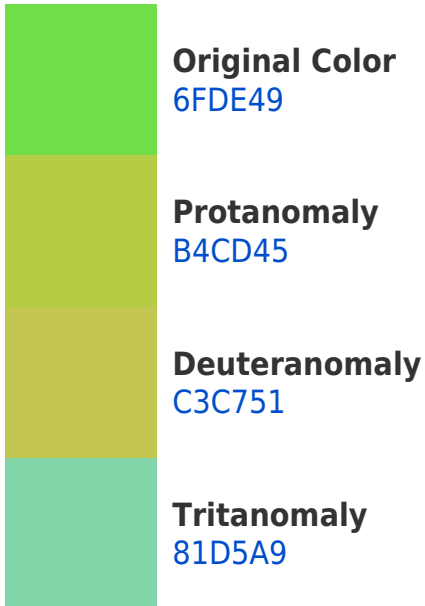 Original Color
6FDE49
Protanomaly
B4CD45
Deuteranomaly
C3C751
Tritanomaly
81D5A9